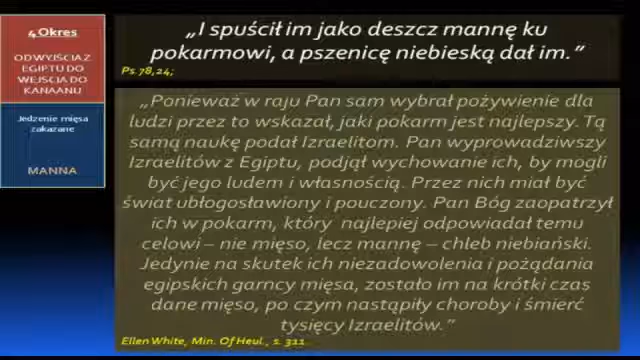 4 Okres
OD WYJŚCIA Z
EGIPTU DO
WEJŚCIA DO
KANAANU
Jedzenie mięsa
zakazane
MANNA
„I spuścił im jako deszcz mannę ku
pokarmowi, a pszenicę niebieską dał im.”
Ps. 78,24;
„Ponieważ w raju Pan sam wybrał pożywienie dla
ludzi przez to wskazał, jaki pokarm jest najlepszy. Tą
samą naukę podał Izraelitom. Pan wyprowadziwszy
Izraelitów z Egiptu, podjął wychowanie ich, by mogli
być jego ludem i własnością. Przez nich miał być
świat ubłogosławiony i pouczony. Pan Bóg zaopatrzył
ich w pokarm, który najlepiej odpowiadał temu
celowi – nie mięso, lecz mannę – chleb niebiański.
Jedynie na skutek ich niezadowolenia i pożądania
egipskich garncy mięsa, zostało im na krótki czas
dane mięso, po czym nastąpiły choroby i śmierć
tysięcy Izraelitów.”
Ellen White, Min. Of Heul., s. 311.